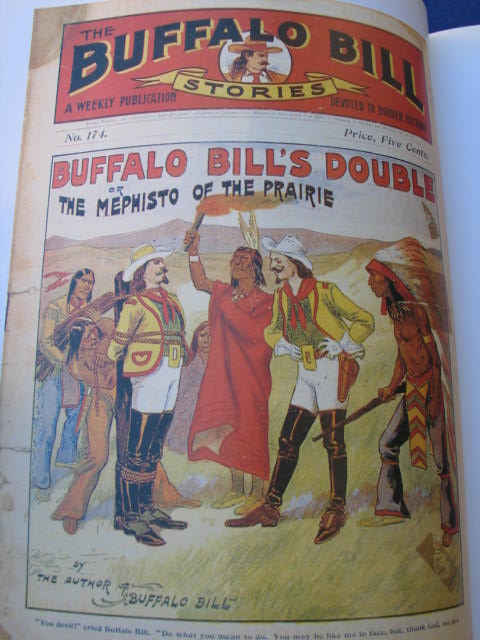 THE
BUFFALO BILL
STORIES
A WEEKLY PUBLICATION
DEVOTED TO BORDER HISTORY
No. 174.
Price, Five Cents.
BUFFALO BILL'S DOUBLE
OR
THE MEPHISTO OF THE PRAIRIE
BY
THE AUTHOR OF
"BUFFALO BILL"
"You devil!" cried Buffalo Bill. "Do what you mean to do. You may be like me in face, but, thank God, we are